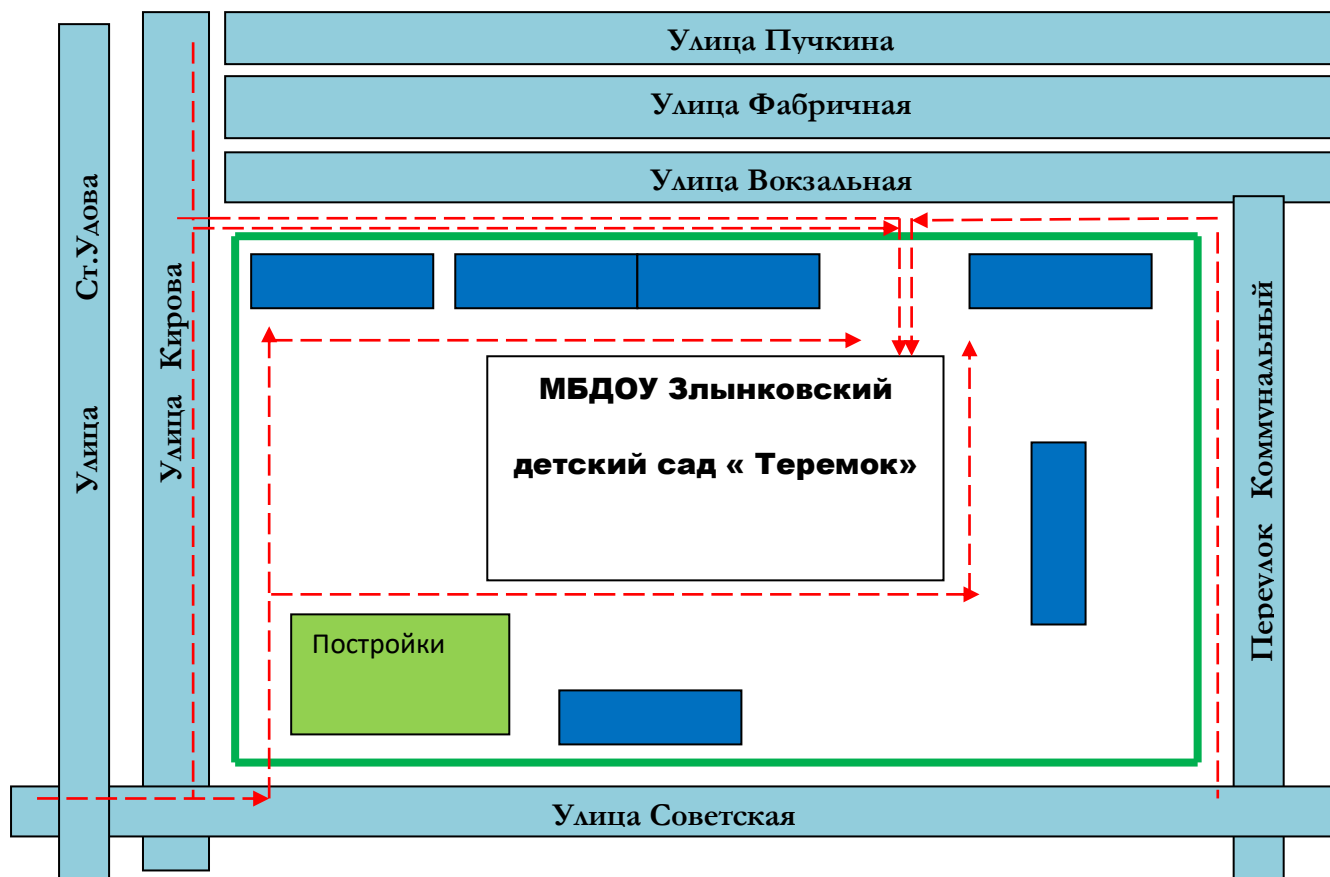 Улица Пучкина
Улица Фабричная
Улица Вокзальная
Улица Ст.Удова
Улица Кирова
МБДОУ Злынковский
детский сад « Теремок»
Переулок Коммунальный
Постройки
Улица Советская